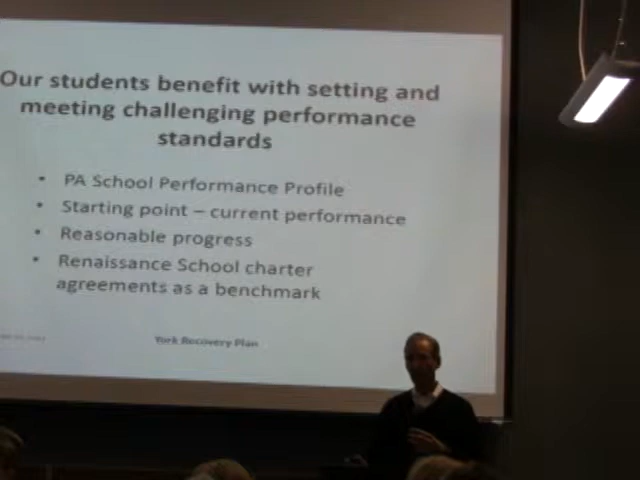 Our students benefit with setting and
meeting challenging performance
standards
• PA School Performance Profile
• Starting point – current performance
• Reasonable progress
• Renaissance School charter
agreements as a benchmark
York Recovery Plan